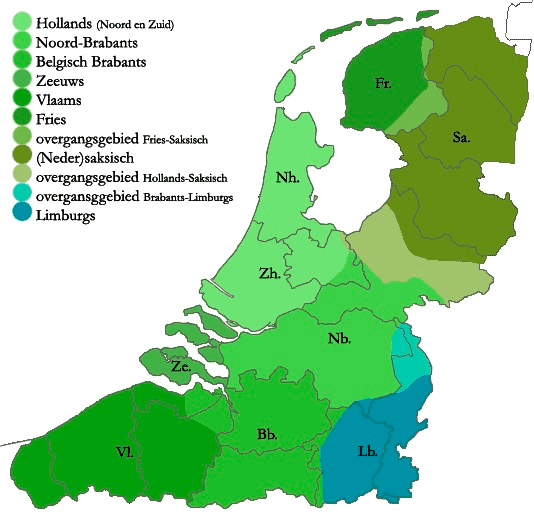 Hollands (Noord en Zuid)
Noord-Brabants
Belgisch Brabants
Zeeuws
Vlaams
Fries
overgangsgebied Fries-Saksisch
(Neder)saksisch
overgangsgebied Hollands-Saksisch
overgansggebied Brabants-Limburgs
Limburgs
Fr.
Sa.
Nh.
Zh.
Nb.
Ze.
Bb.
Vl.
Lb.